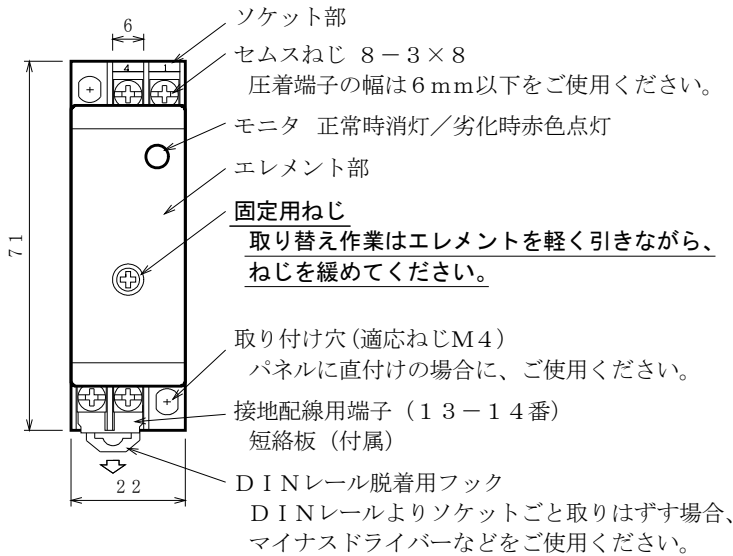 6
ソケット部
セムスねじ ８－３×８
圧着端子の幅は６ｍｍ以下をご使用ください。
4 1
モニタ 正常時消灯／劣化時赤色点灯
エレメント部
固定用ねじ
取り替え作業はエレメントを軽く引きながら、
ねじを緩めてください。
71
取り付け穴(適応ねじＭ４)
パネルに直付けの場合に、ご使用ください。
接地配線用端子（１３－１４番）
短絡板（付属）
22
ＤＩＮレール脱着用フック
ＤＩＮレールよりソケットごと取りはずす場合、
マイナスドライバーなどをご使用ください。